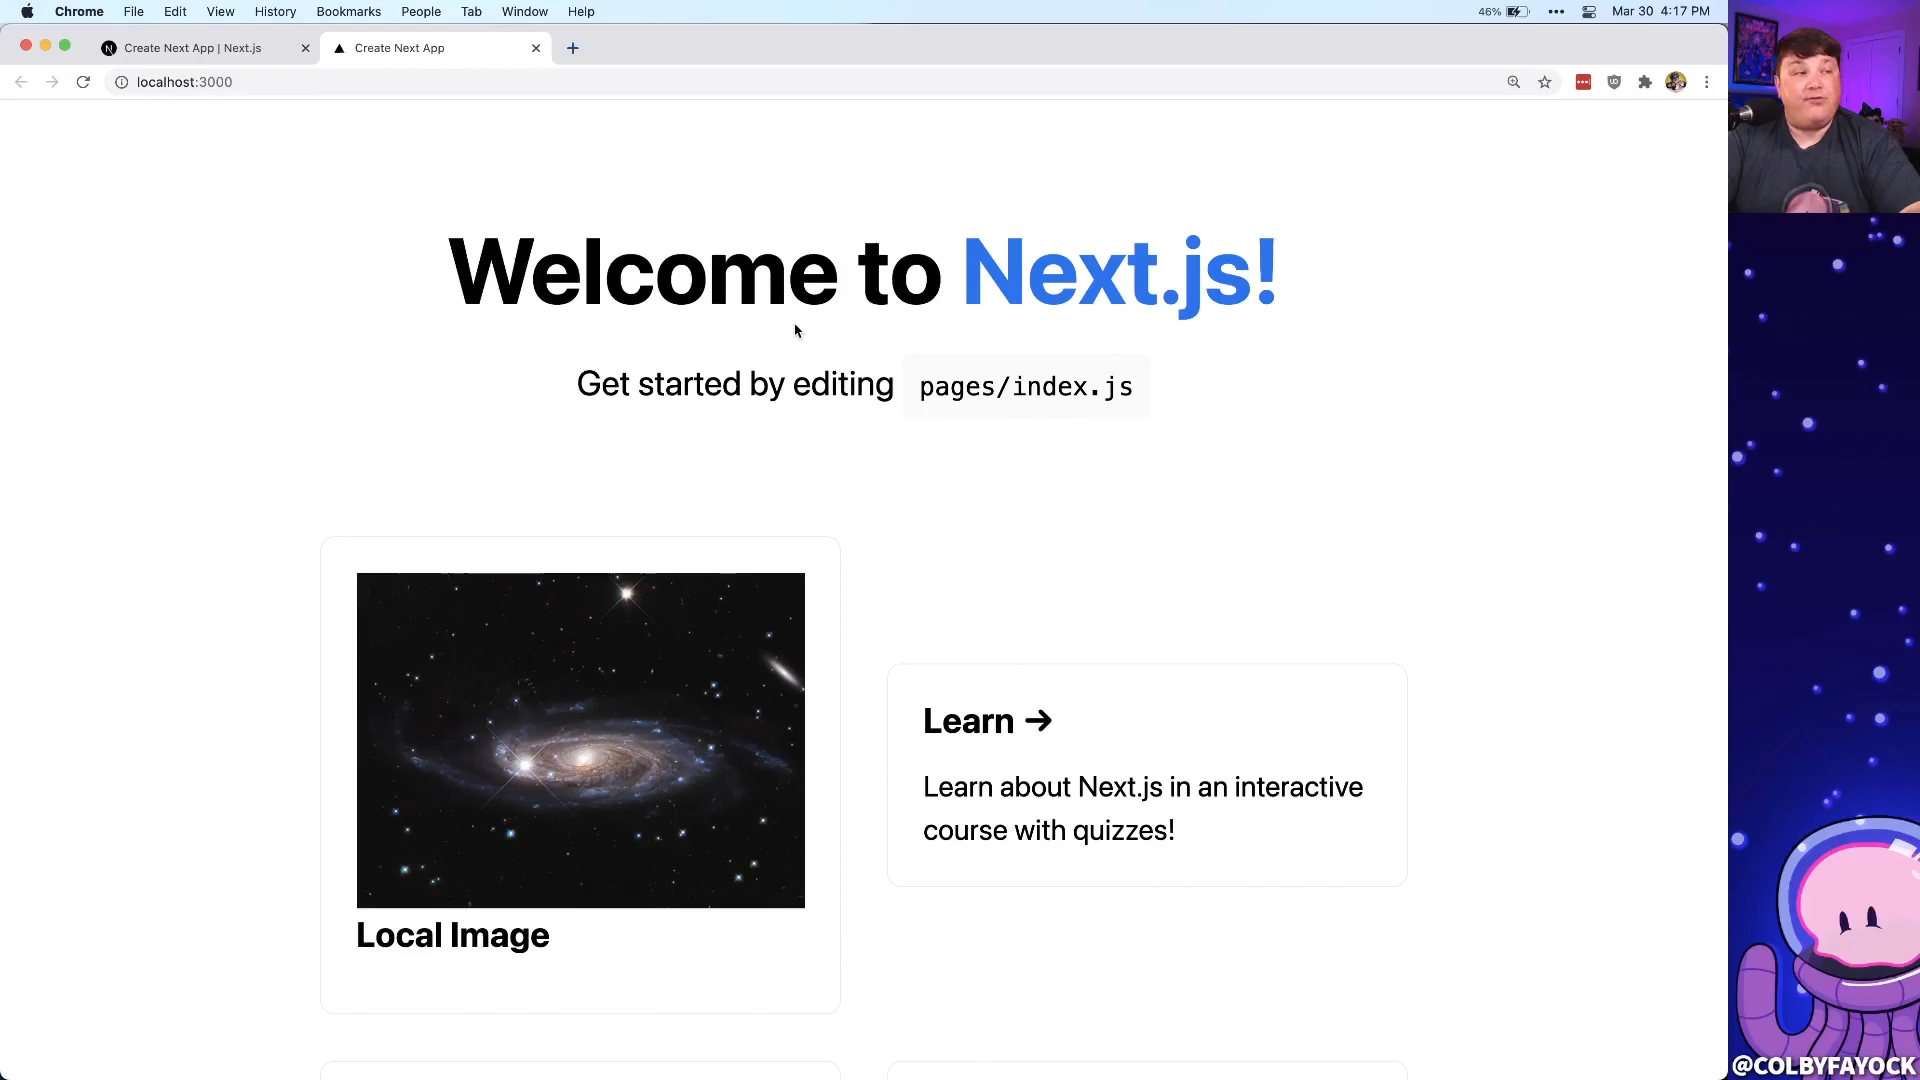 Chrome File Edit View History Bookmarks People Tab Window Help 46% Mar 30 4:17 PM
Create Next App | Next.js Create Next App
localhost:3000
Welcome to Next.js!
Get started by editing pages/index.js
Local Image
Learn →
Learn about Next.js in an interactive
course with quizzes!
@COLBYFAYOCK